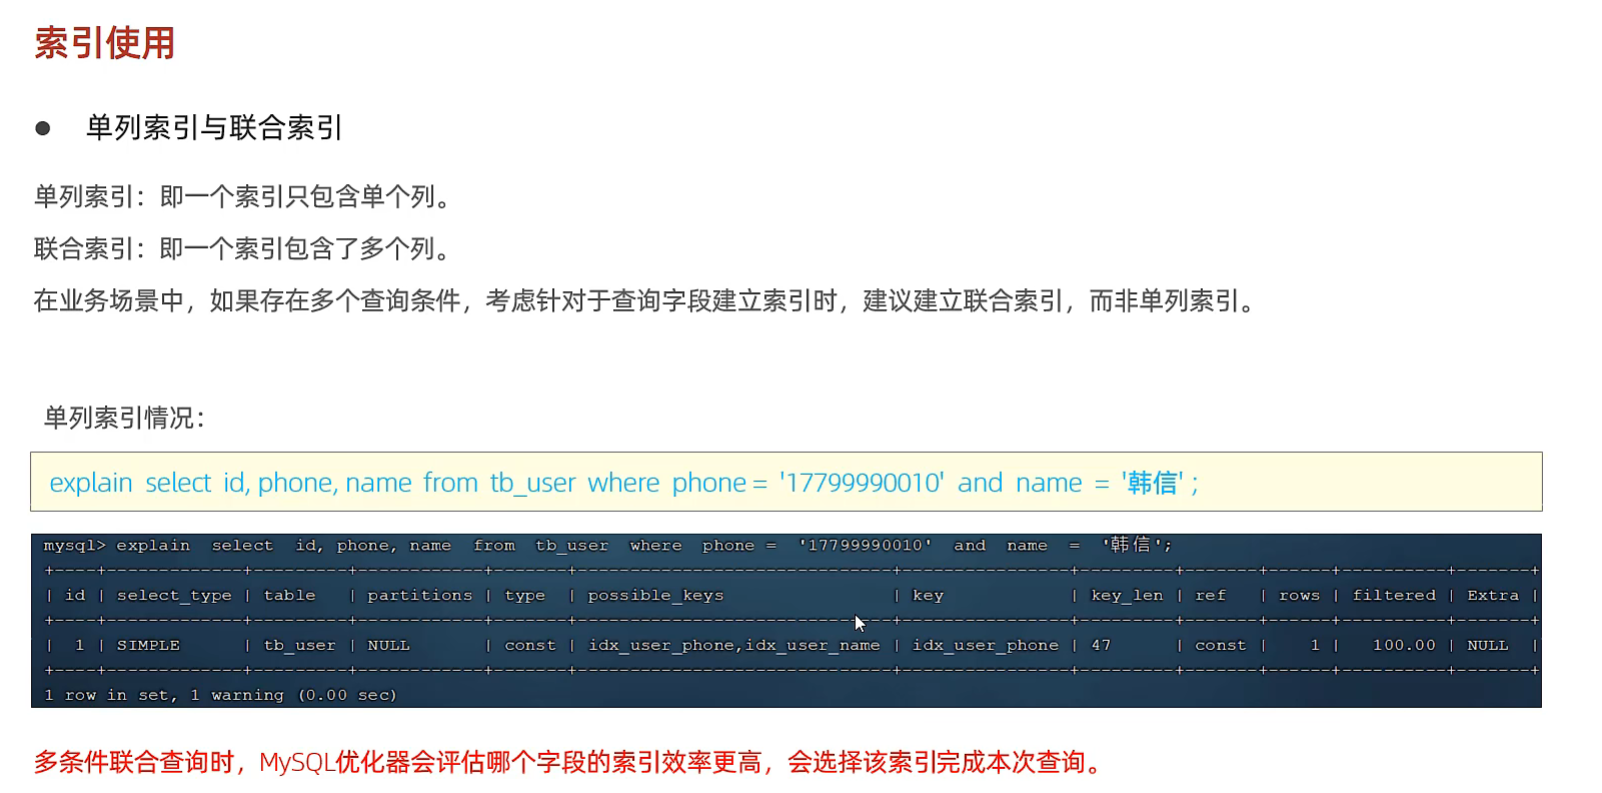 索引使用
● 单列索引与联合索引
单列索引：即一个索引只包含单个列。
联合索引：即一个索引包含了多个列。
在业务场景中，如果存在多个查询条件，考虑针对于查询字段建立索引时，建议建立联合索引，而非单列索引。
单列索引情况：
explain select id, phone, name from tb_user where phone = '17799990010' and name = '韩信' ;
mysql> explain select id, phone, name from tb_user where phone = '17799990010' and name = '韩信';
+----+-------------+---------+------------+-------+------------------------------+----------------+---------+-------+------+----------+-------+
| id | select_type | table | partitions | type | possible_keys | key | key_len | ref | rows | filtered | Extra |
+----+-------------+---------+------------+-------+------------------------------+----------------+---------+-------+------+----------+-------+
| 1 | SIMPLE | tb_user | NULL | const | idx_user_phone,idx_user_name | idx_user_phone | 47 | const | 1 | 100.00 | NULL |
+----+-------------+---------+------------+-------+------------------------------+----------------+---------+-------+------+----------+-------+
1 row in set, 1 warning (0.00 sec)
多条件联合查询时，MySQL优化器会评估哪个字段的索引效率更高，会选择该索引完成本次查询。